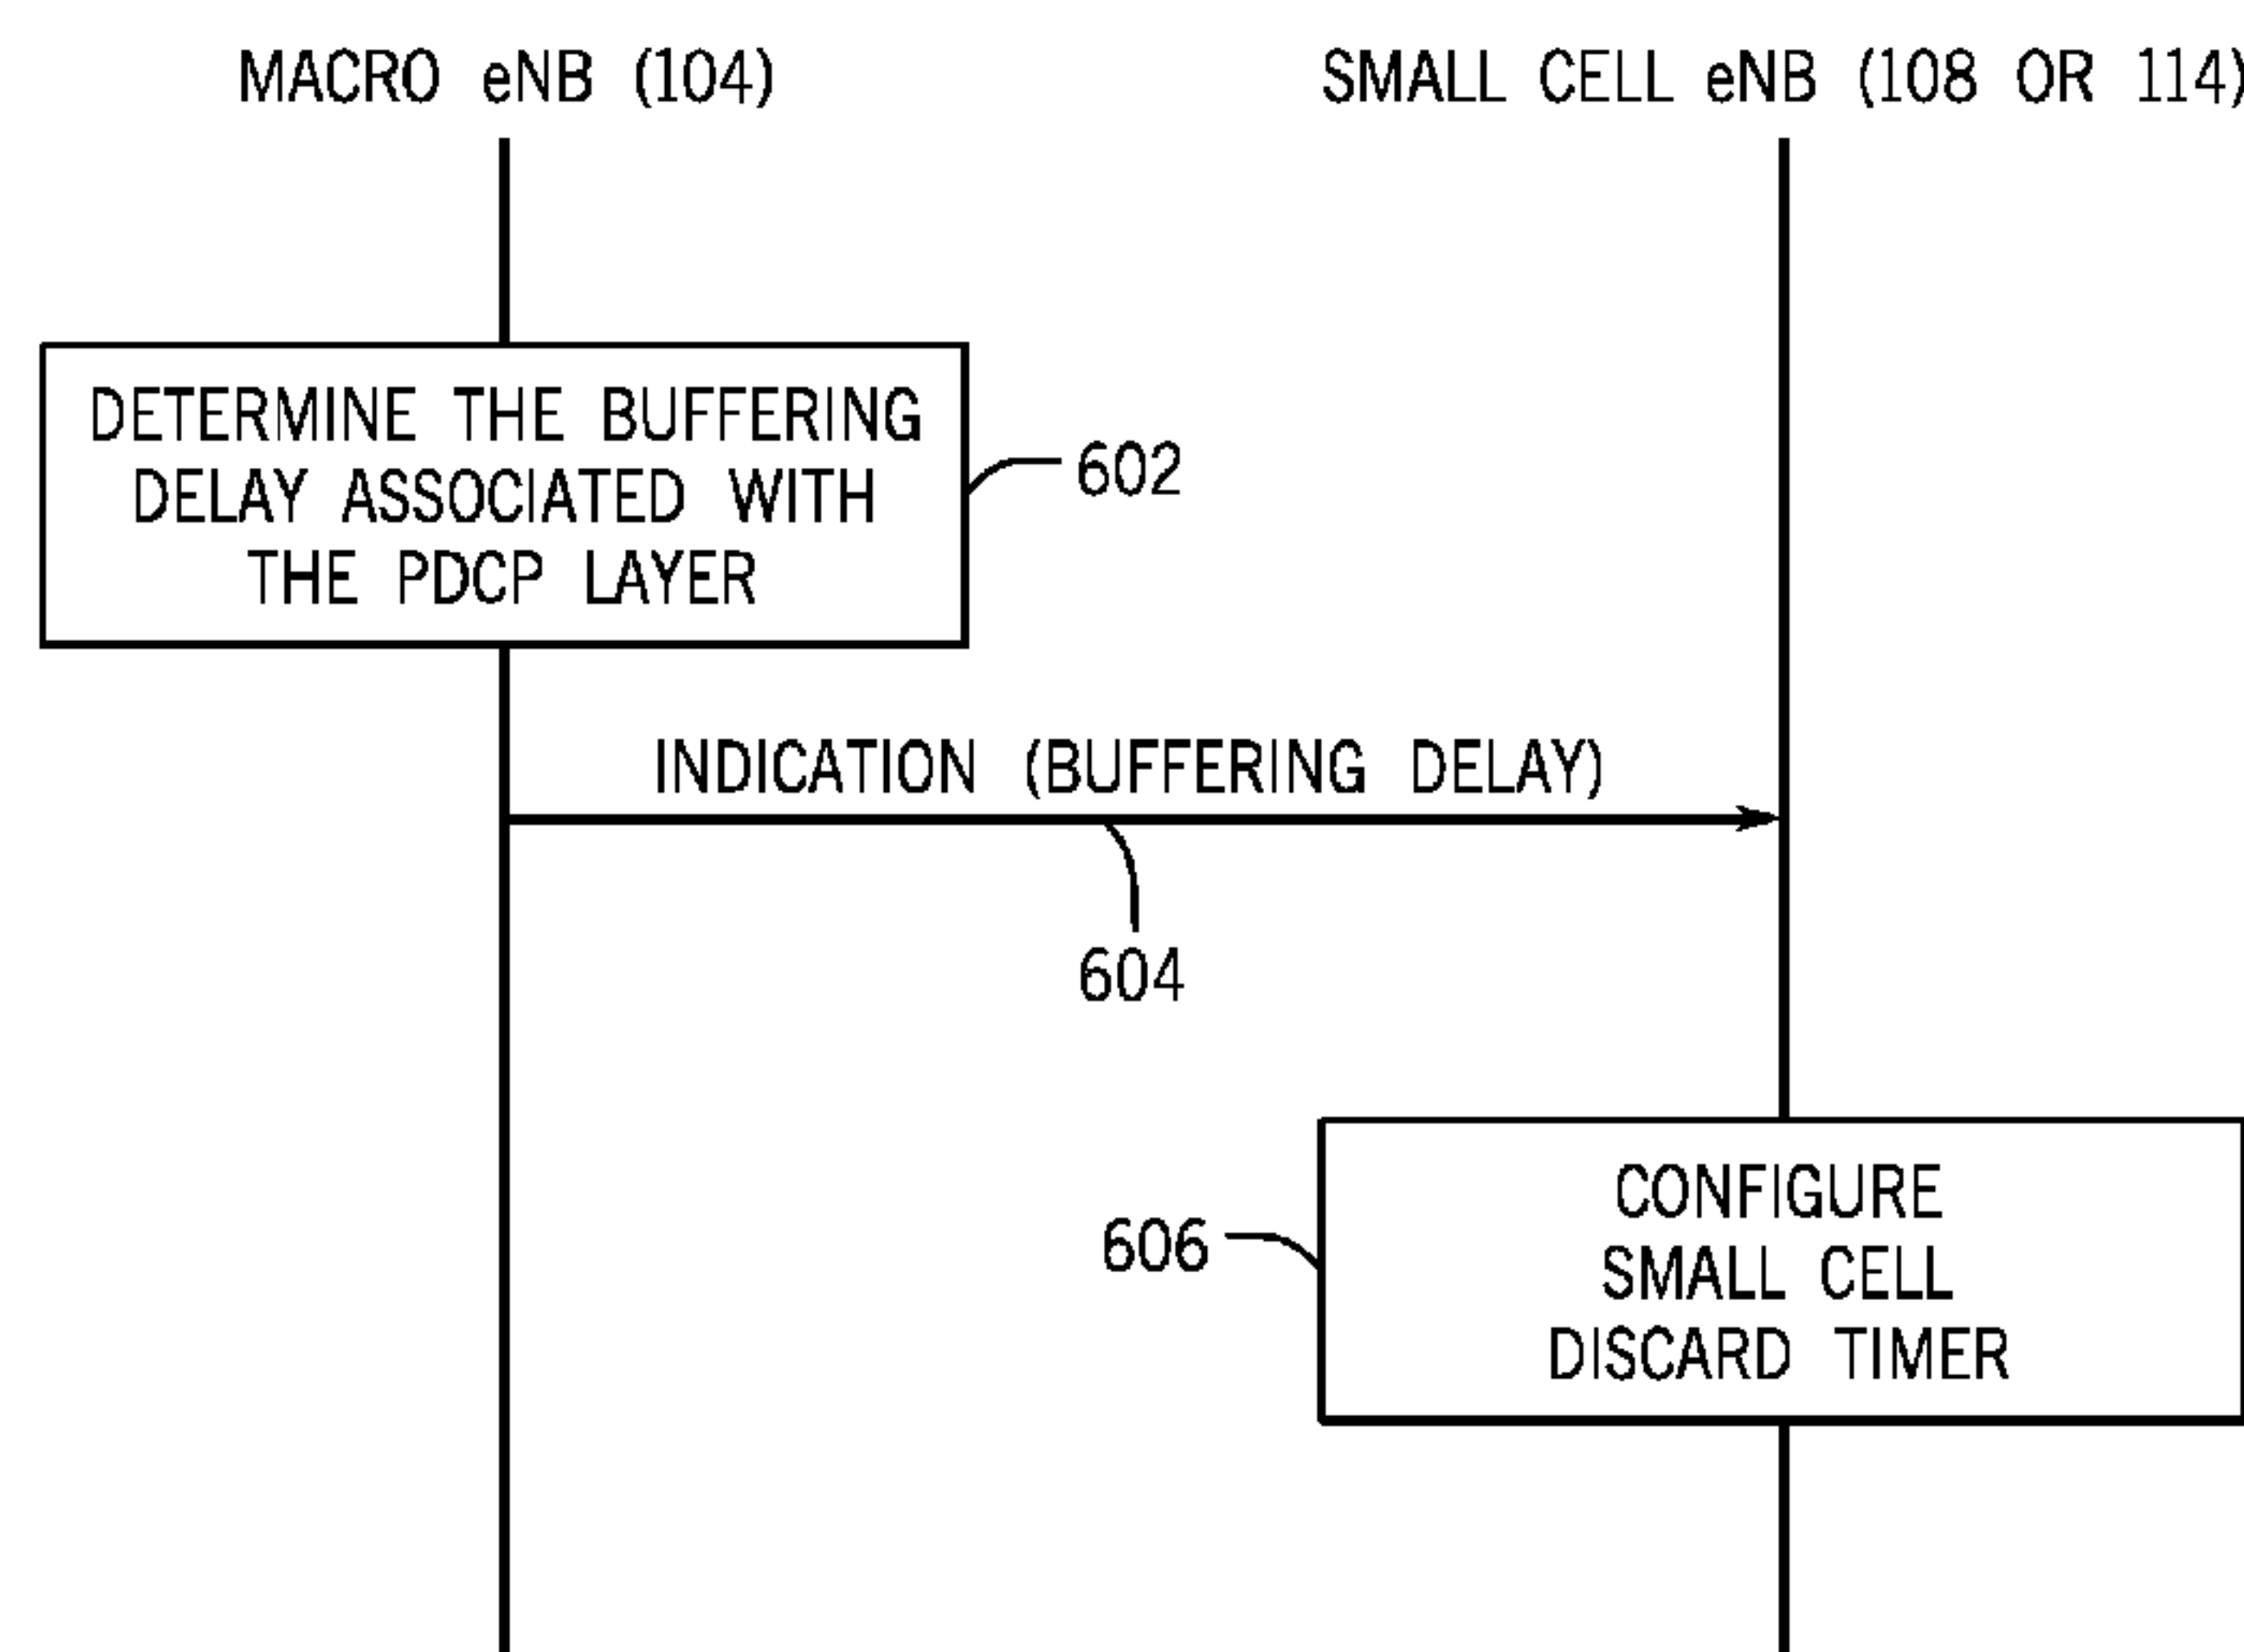 MACRO eNB (104)
SMALL CELL eNB (108 OR 114)
DETERMINE THE BUFFERING
DELAY ASSOCIATED WITH
THE PDCP LAYER
602
INDICATION (BUFFERING DELAY)
604
CONFIGURE
SMALL CELL
DISCARD TIMER
606